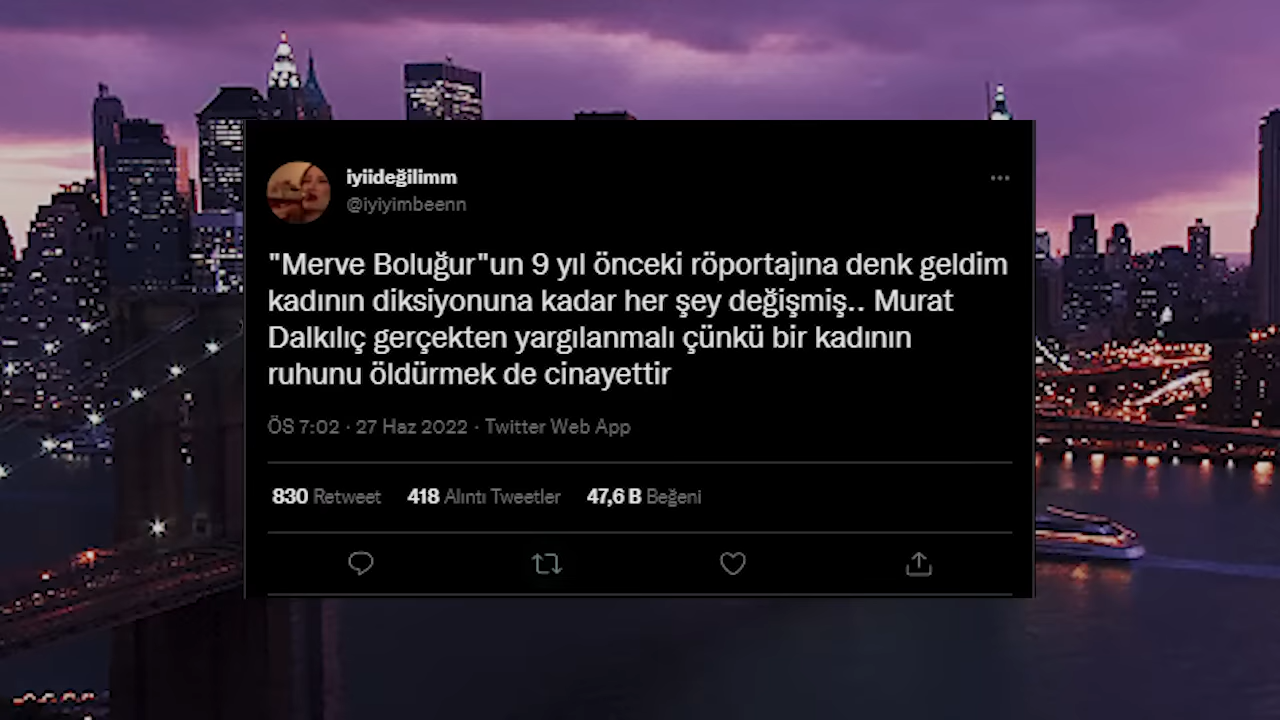 iyiideğilimm
@iyiyimbeenn
"Merve Boluğur"un 9 yıl önceki röportajına denk geldim
kadının diksiyonuna kadar her şey değişmiş.. Murat
Dalkılıç gerçekten yargılanmalı çünkü bir kadının
ruhunu öldürmek de cinayettir
ÖS 7:02 · 27 Haz 2022 · Twitter Web App
830 Retweet 418 Alıntı Tweetler 47,6 B Beğeni